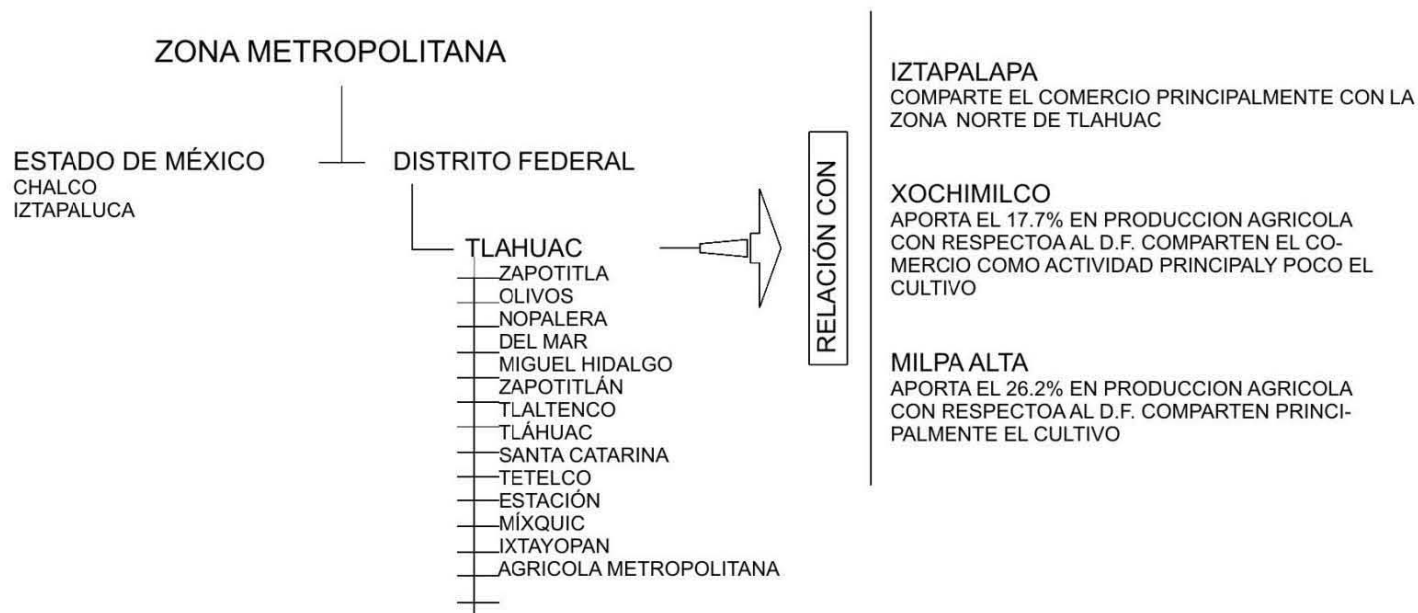 ZONA METROPOLITANA
ESTADO DE MÉXICO
CHALCO
IZTAPALUCA
DISTRITO FEDERAL
TLAHUAC
ZAPOTITLA
OLIVOS
NOPALERA
DEL MAR
MIGUEL HIDALGO
ZAPOTITLÁN
TLALTENCO
TLÁHUAC
SANTA CATARINA
TETELCO
ESTACIÓN
MÍXQUIC
IXTAYOPAN
AGRICOLA METROPOLITANA
RELACIÓN CON
IZTAPALAPA
COMPARTE EL COMERCIO PRINCIPALMENTE CON LA
ZONA NORTE DE TLAHUAC
XOCHIMILCO
APORTA EL 17.7% EN PRODUCCION AGRICOLA
CON RESPECTOA AL D.F. COMPARTEN EL CO-
MERCIO COMO ACTIVIDAD PRINCIPALY POCO EL
CULTIVO
MILPA ALTA
APORTA EL 26.2% EN PRODUCCION AGRICOLA
CON RESPECTOA AL D.F. COMPARTEN PRINCI-
PALMENTE EL CULTIVO